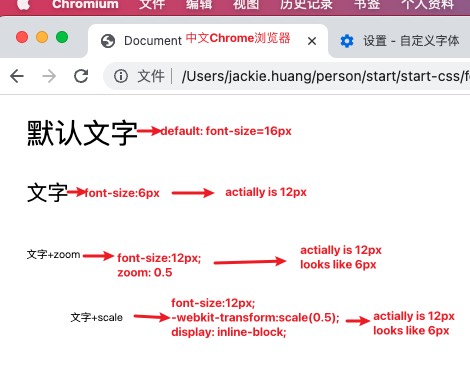 Chromium 文件 编辑 视图 历史记录 书签 个人资料
Document 中文Chrome浏览器 × 设置 - 自定义字体
文件 | /Users/jackie.huang/person/start/start-css/f
默认文字 default: font-size=16px
文字 font-size:6px actially is 12px
文字+zoom
font-size:12px;
zoom: 0.5
actially is 12px
looks like 6px
文字+scale
font-size:12px;
-webkit-transform:scale(0.5);
display: inline-block;
actially is 12px
looks like 6px